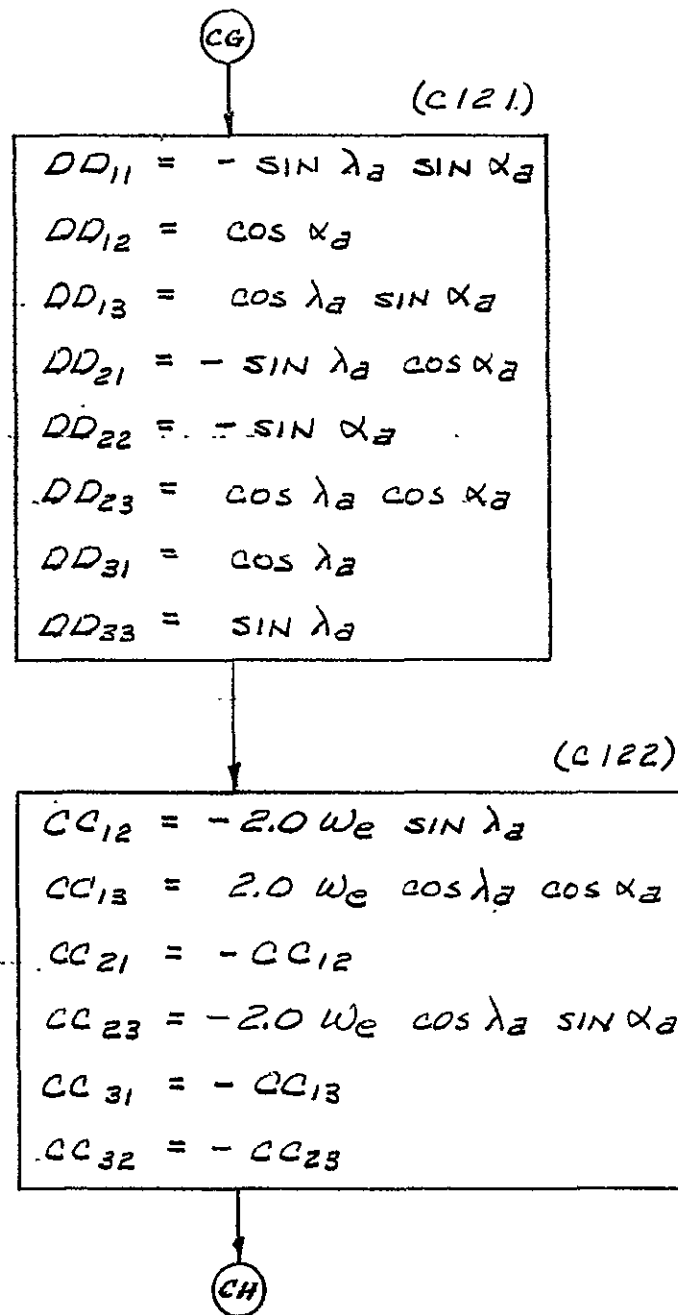 CG
(C121)
DD₁₁ = - SIN λa SIN αa
DD₁₂ = COS αa
DD₁₃ = COS λa SIN αa
DD₂₁ = - SIN λa COS αa
DD₂₂ = - SIN αa
DD₂₃ = COS λa COS αa
DD₃₁ = COS λa
DD₃₃ = SIN λa
(C122)
CC₁₂ = -2.0 ωe SIN λa
CC₁₃ = 2.0 ωe COS λa COS αa
CC₂₁ = - CC₁₂
CC₂₃ = -2.0 ωe COS λa SIN αa
CC₃₁ = - CC₁₃
CC₃₂ = - CC₂₃
CH